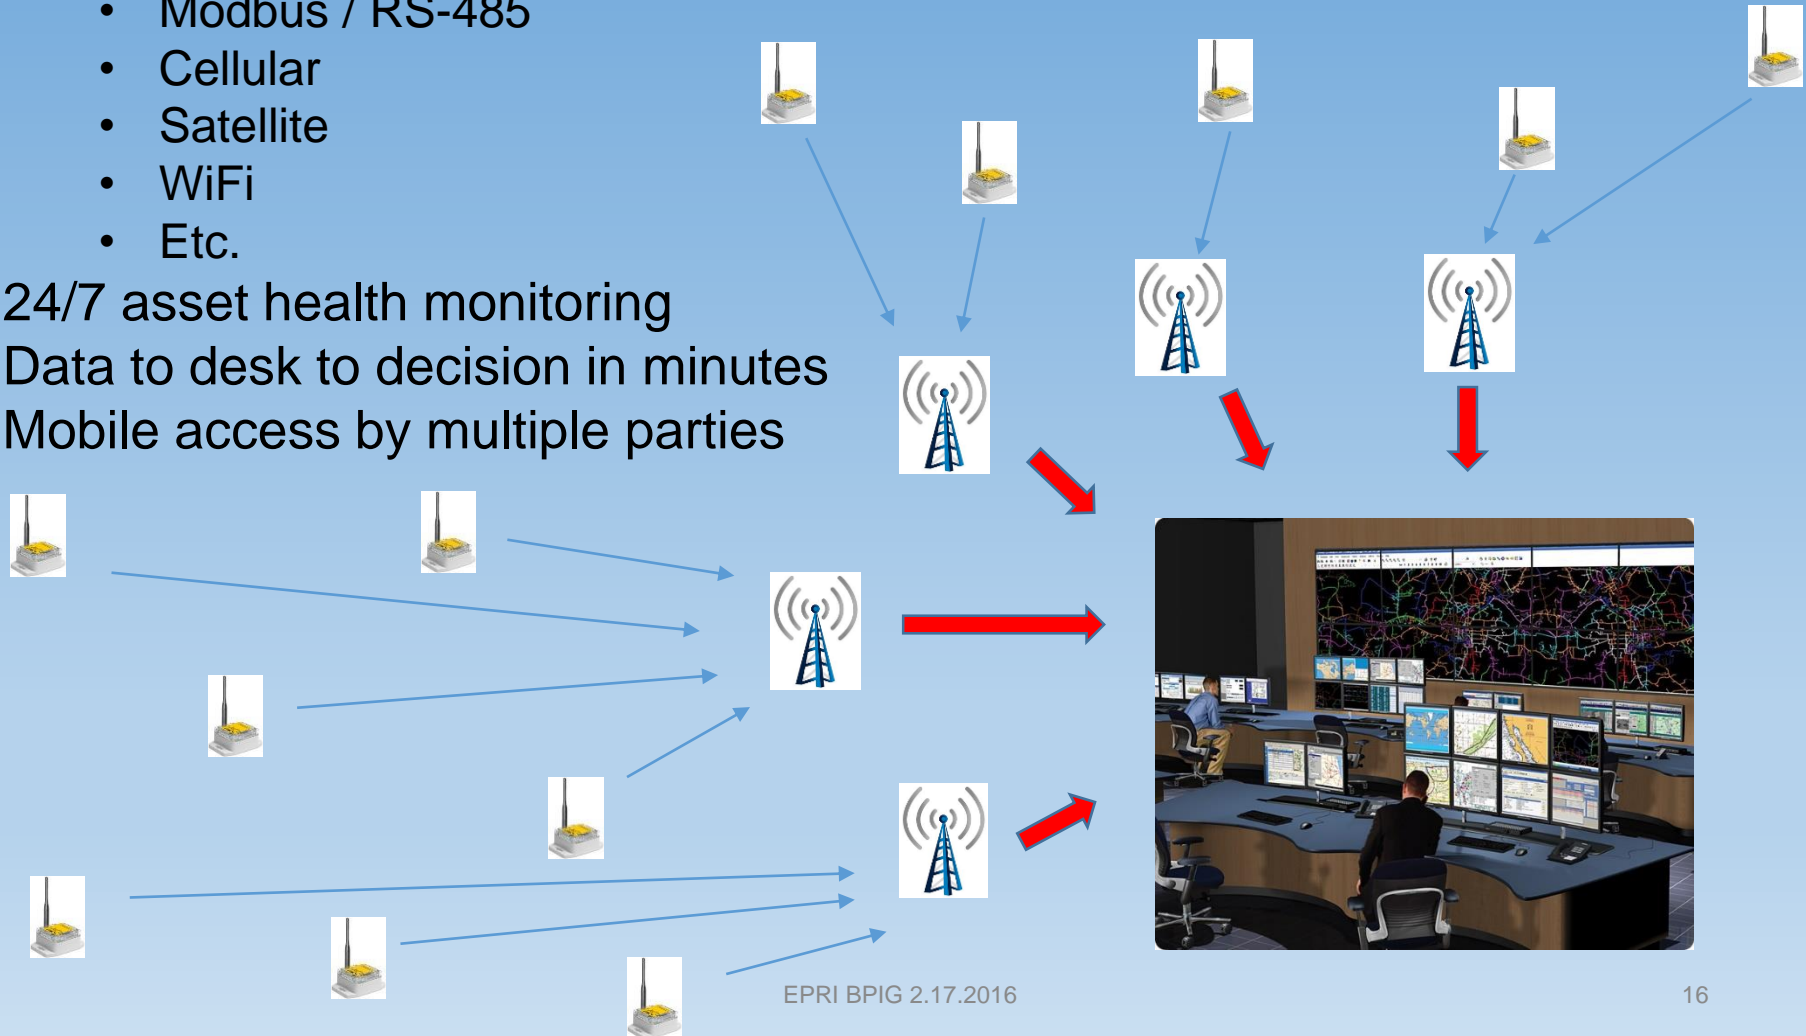 • Modbus / RS-485
• Cellular
• Satellite
• WiFi
• Etc.
24/7 asset health monitoring
Data to desk to decision in minutes
Mobile access by multiple parties
EPRI BPIG 2.17.2016
16